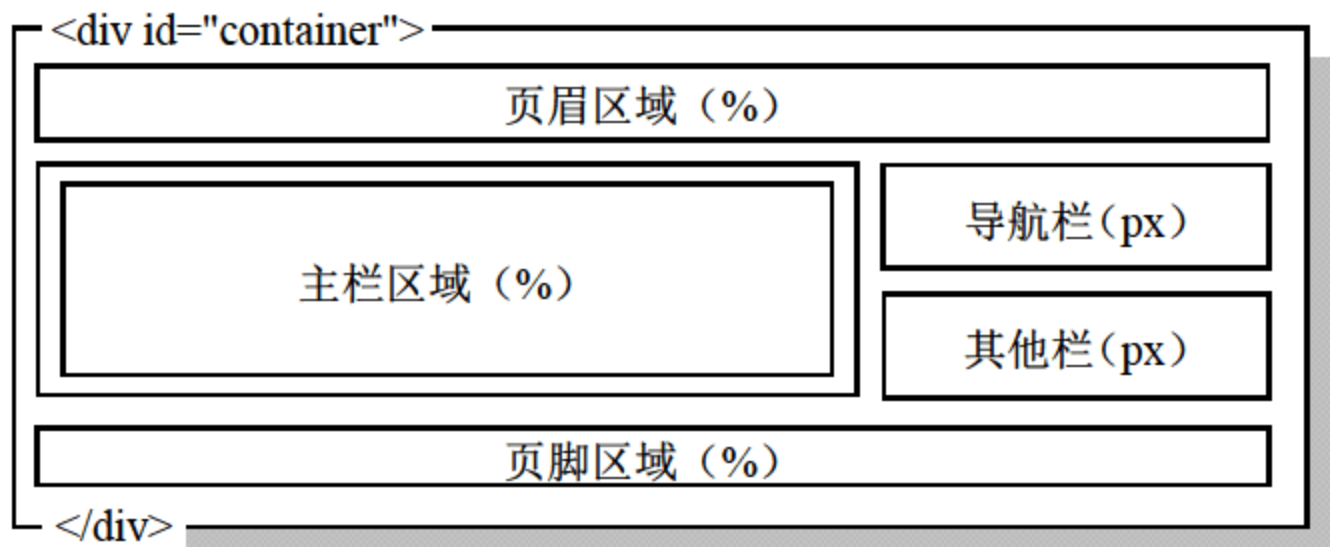 <div id="container">
页眉区域（%）
主栏区域（%）
导航栏（px）
其他栏（px）
页脚区域（%）
</div>